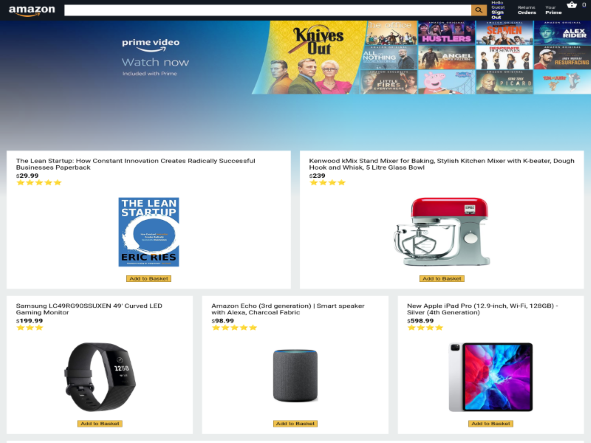 amazon
Hello
Sign
Out
Returns
Orders
Your
Prime
0
prime video
Watch now
Included with Prime
Knives
Out
HUSTLERS
ALEX
RIDER
ALL
NOTHING
ANGEL
PICARD
The Lean Startup: How Constant Innovation Creates Radically Successful
Businesses Paperback
$29.99
THE LEAN
STARTUP
ERIC RIES
Add to Basket
Kenwood kMix Stand Mixer for Baking, Stylish Kitchen Mixer with K-beater, Dough
Hook and Whisk, 5 Litre Glass Bowl
$239
Add to Basket
Samsung LC49RG90SSUXEN 49' Curved LED
Gaming Monitor
$199.99
Add to Basket
Amazon Echo (3rd generation) | Smart speaker
with Alexa, Charcoal Fabric
$98.99
Add to Basket
New Apple iPad Pro (12.9-inch, Wi-Fi, 128GB) -
Silver (4th Generation)
$598.99
Add to Basket